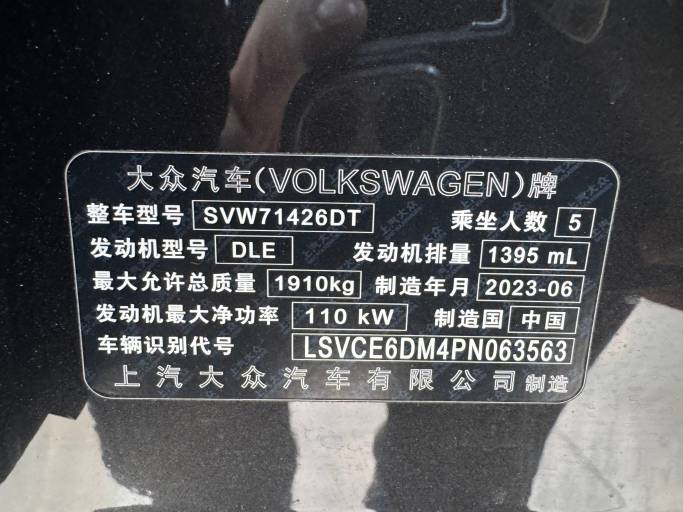 大众汽车(VOLKSWAGEN)牌
整车型号 SVW71426DT 乘坐人数 5
发动机型号 DLE 发动机排量 1395 mL
最大允许总质量 1910kg 制造年月 2023-06
发动机最大净功率 110 kW 制造国 中国
车辆识别代号 LSVCE6DM4PN063563
上汽大众汽车有限公司 制造